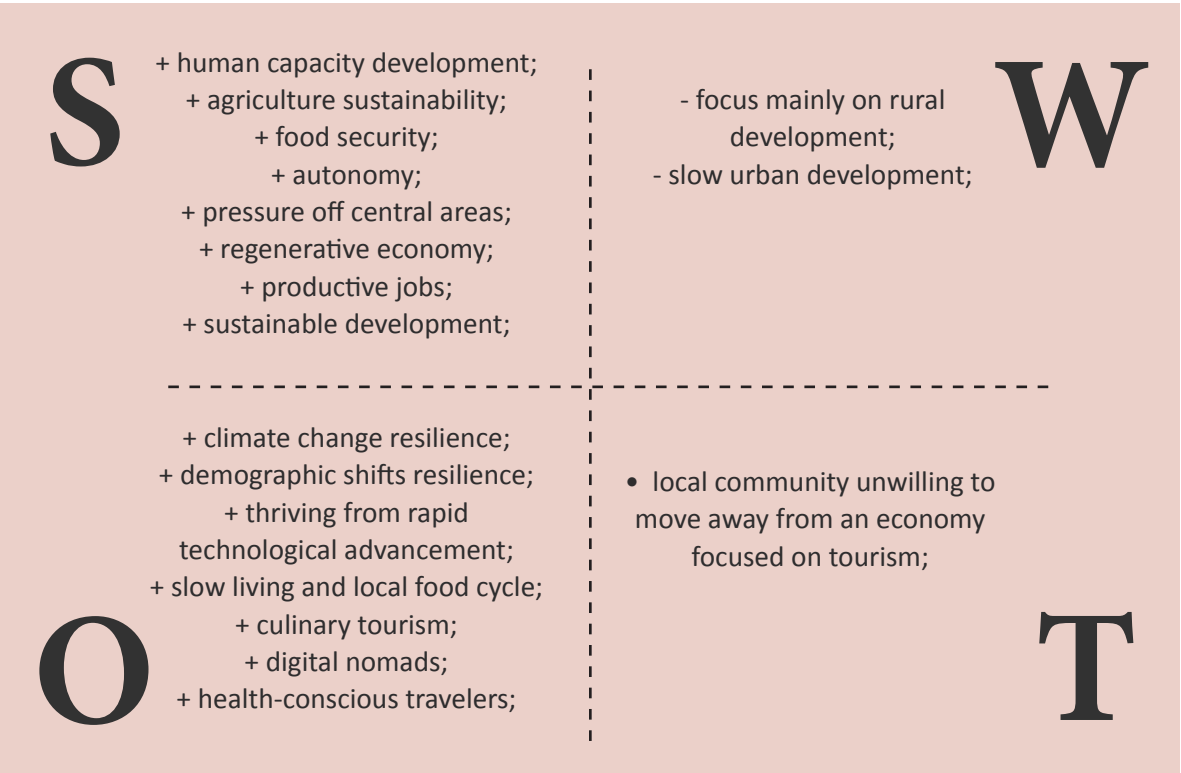 S
+ human capacity development;
+ agriculture sustainability;
+ food security;
+ autonomy;
+ pressure off central areas;
+ regenerative economy;
+ productive jobs;
+ sustainable development;
W
- focus mainly on rural
development;
- slow urban development;
O
+ climate change resilience;
+ demographic shifts resilience;
+ thriving from rapid
technological advancement;
+ slow living and local food cycle;
+ culinary tourism;
+ digital nomads;
+ health-conscious travelers;
T
• local community unwilling to
move away from an economy
focused on tourism;